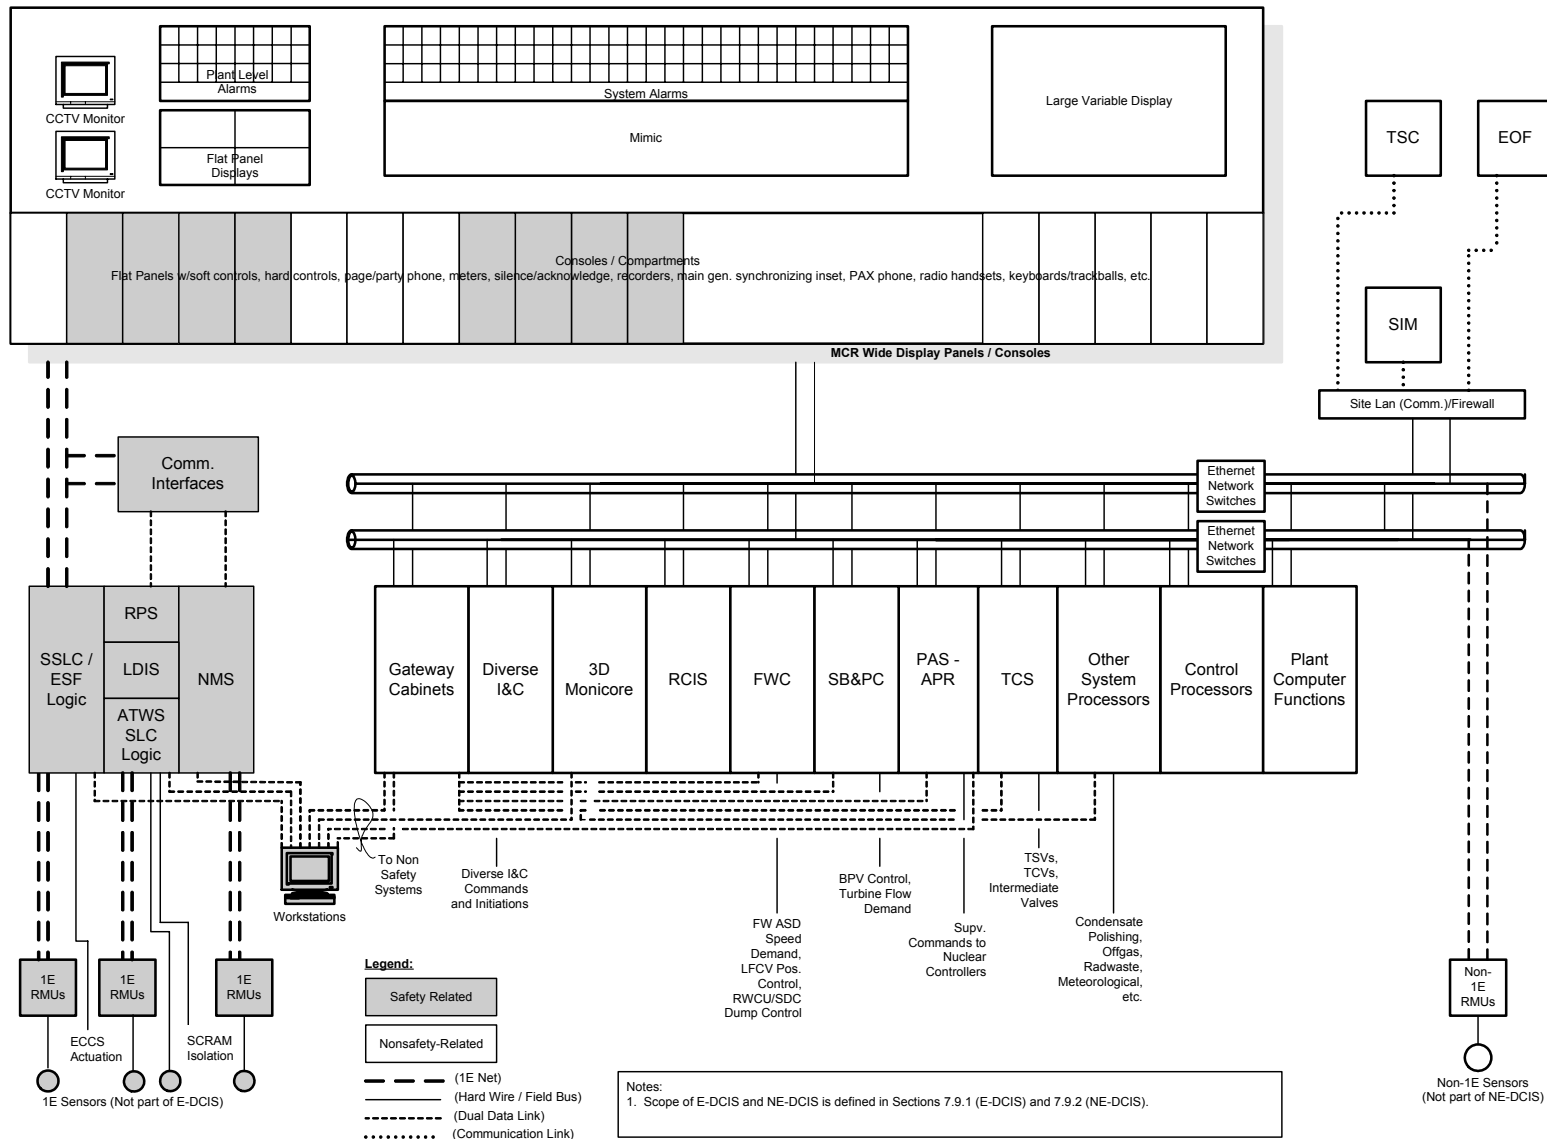 Plant Level
Alarms
System Alarms
Large Variable Display
CCTV Monitor
Mimic
Flat Panel
Displays
CCTV Monitor
TSC
EOF
Consoles / Compartments
Flat Panels w/soft controls, hard controls, page/party phone, meters, silence/acknowledge, recorders, main gen. synchronizing inset, PAX phone, radio handsets, keyboards/trackballs, etc.
SIM
MCR Wide Display Panels / Consoles
Site Lan (Comm.)/Firewall
Comm.
Interfaces
Ethernet
Network
Switches
Ethernet
Network
Switches
SSLC /
ESF
Logic
RPS
LDIS
ATWS
SLC
Logic
NMS
Gateway
Cabinets
Diverse
I&C
3D
Monicore
RCIS
FWC
SB&PC
PAS -
APR
TCS
Other
System
Processors
Control
Processors
Plant
Computer
Functions
Workstations
To Non
Safety
Systems
Diverse I&C
Commands
and Initiations
FW ASD
Speed
Demand,
LFCV Pos.
Control,
RWCU/SDC
Dump Control
BPV Control,
Turbine Flow
Demand
Supv.
Commands to
Nuclear
Controllers
TSVs,
TCVs,
Intermediate
Valves
Condensate
Polishing,
Offgas,
Radwaste,
Meteorological,
etc.
1E
RMUs
1E
RMUs
1E
RMUs
Non-
1E
RMUs
ECCS
Actuation
SCRAM
Isolation
1E Sensors (Not part of E-DCIS)
Non-1E Sensors
(Not part of NE-DCIS)
Legend:
Safety Related
Nonsafety-Related
(1E Net)
(Hard Wire / Field Bus)
(Dual Data Link)
(Communication Link)
Notes:
1. Scope of E-DCIS and NE-DCIS is defined in Sections 7.9.1 (E-DCIS) and 7.9.2 (NE-DCIS).